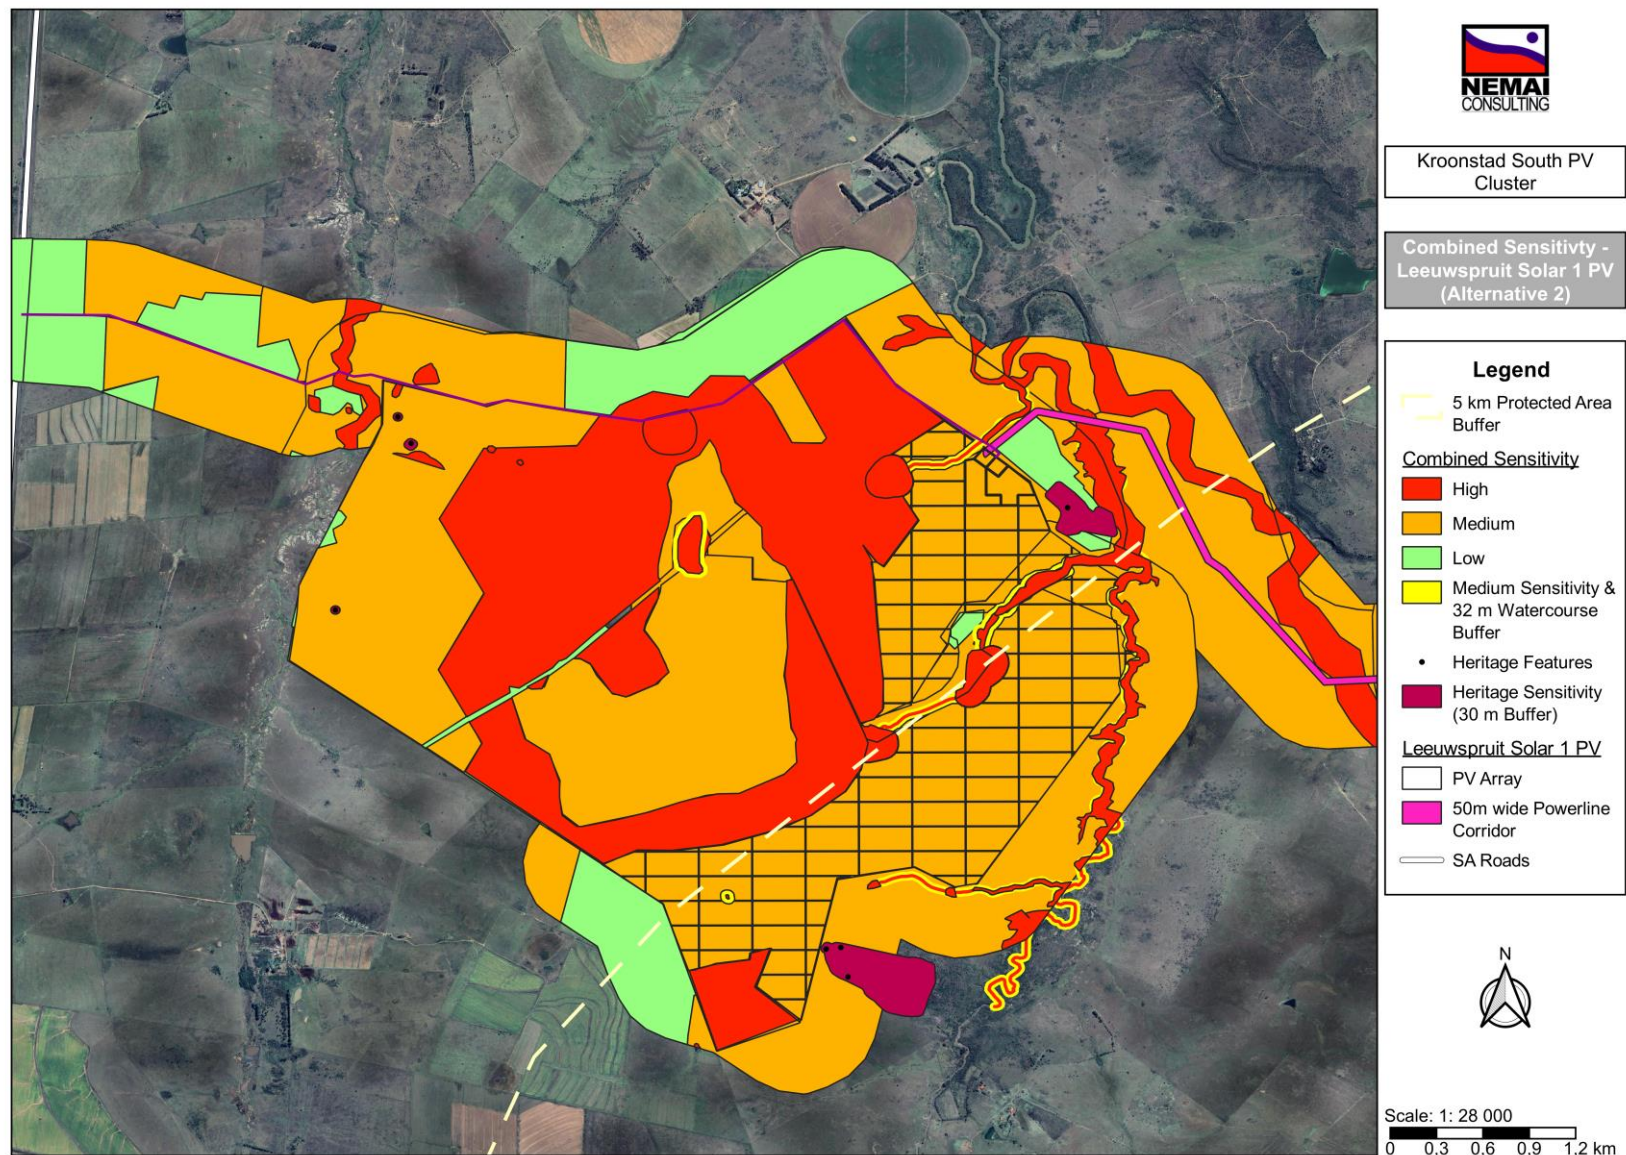 NEMAI
CONSULTING
Kroonstad South PV
Cluster
Combined Sensitivty -
Leeuwspruit Solar 1 PV
(Alternative 2)
Legend
5 km Protected Area
Buffer
Combined Sensitivity
High
Medium
Low
Medium Sensitivity &
32 m Watercourse
Buffer
Heritage Features
Heritage Sensitivity
(30 m Buffer)
Leeuwspruit Solar 1 PV
PV Array
50m wide Powerline
Corridor
SA Roads
N
Scale: 1: 28 000
0 0.3 0.6 0.9 1.2 km